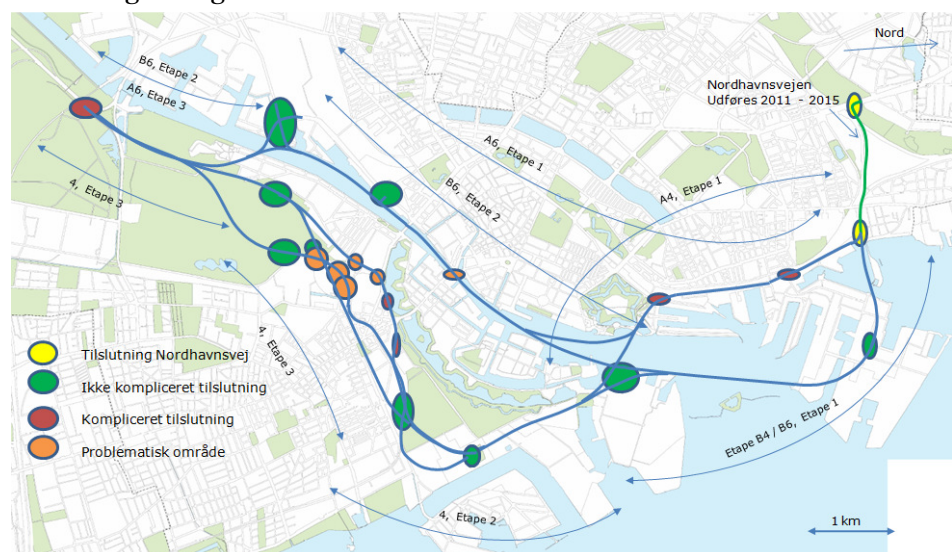 Nord
B6, Etape 2
A6, Etape 3
Nordhavnsvejen
Udføres 2011 - 2015
A6, Etape 1
B6, Etape 2
A4, Etape 1
4, Etape 3
4, Etape 3
Tilslutning Nordhavnsvej
Ikke kompliceret tilslutning
Kompliceret tilslutning
Problematisk område
Etape B4 / B6, Etape 1
4, Etape 2
1 km